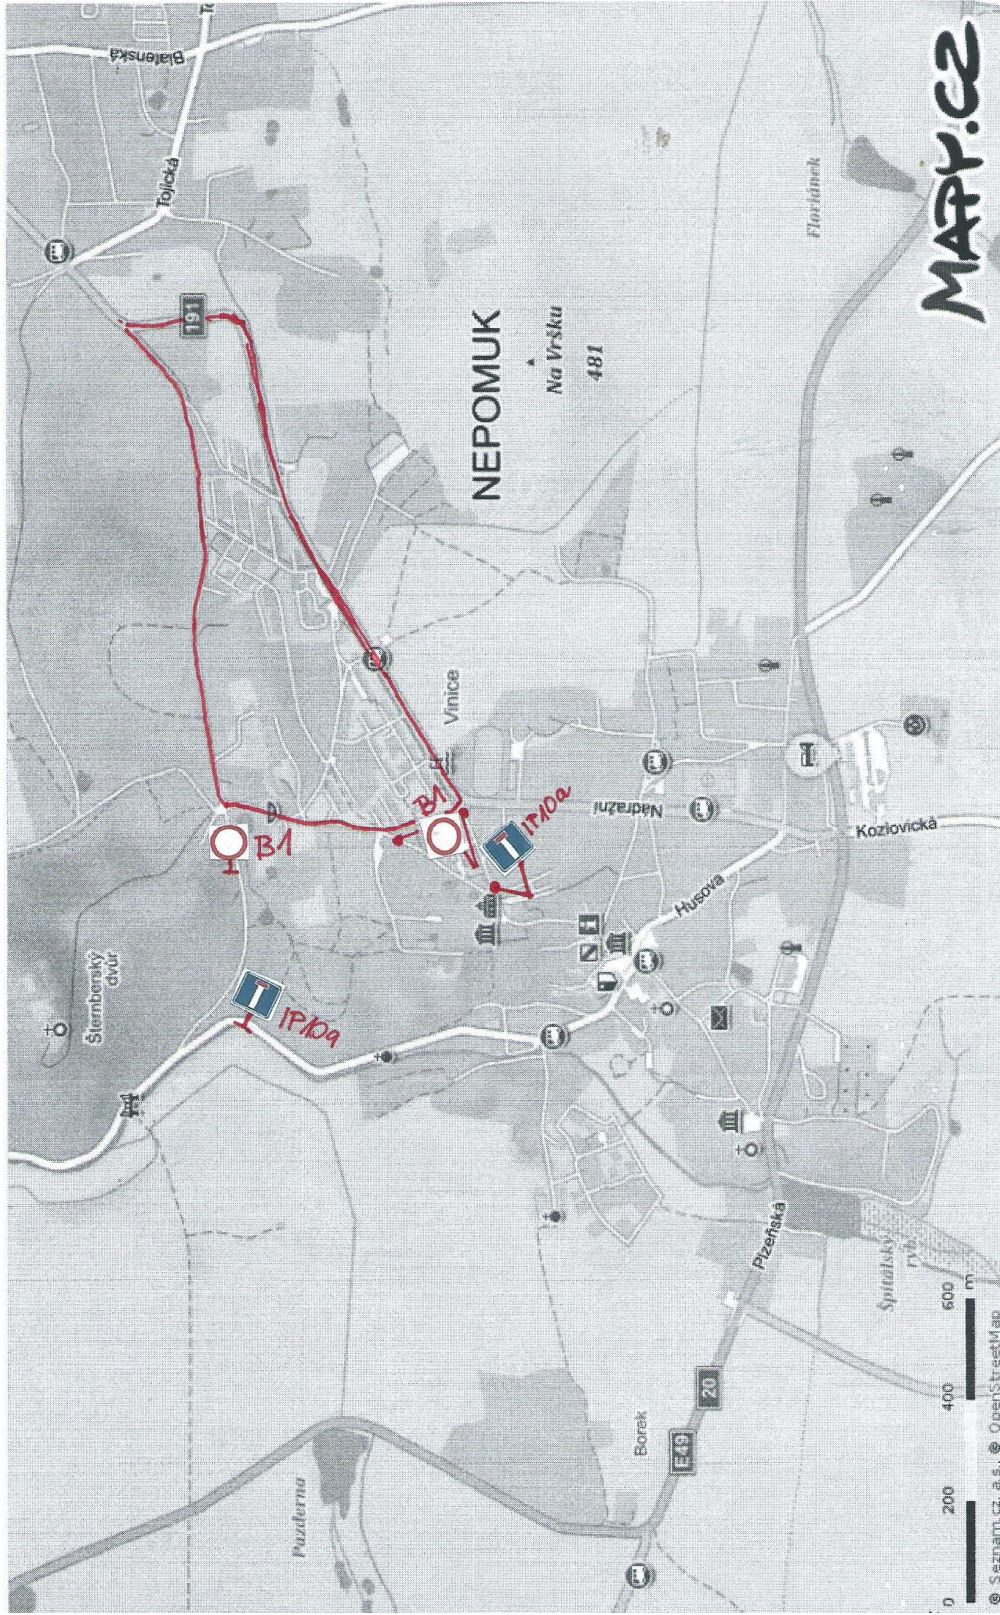 Blatenská
Tojická
191
Floriánek
MAPY.CZ
NEPOMUK
Na Vršku
481
Vinice
B1
B1
IP10a
Nádražní
Kozlovická
Husova
Šternberský
dvůr
IP10a
Plzeňská
Špitálský
ryb.
Borek
20
E49
Pazderna
0 200 400 600 m
© Seznam.cz, a.s., © OpenStreetMap